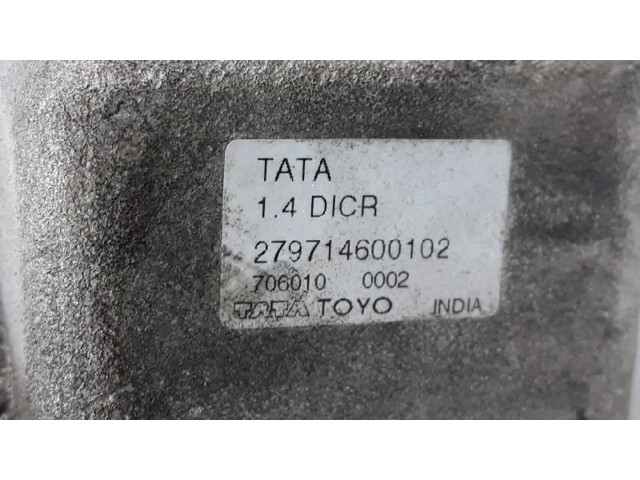 TATA
1.4 DICR
279714600102
706010 0002
TATA TOYO INDIA